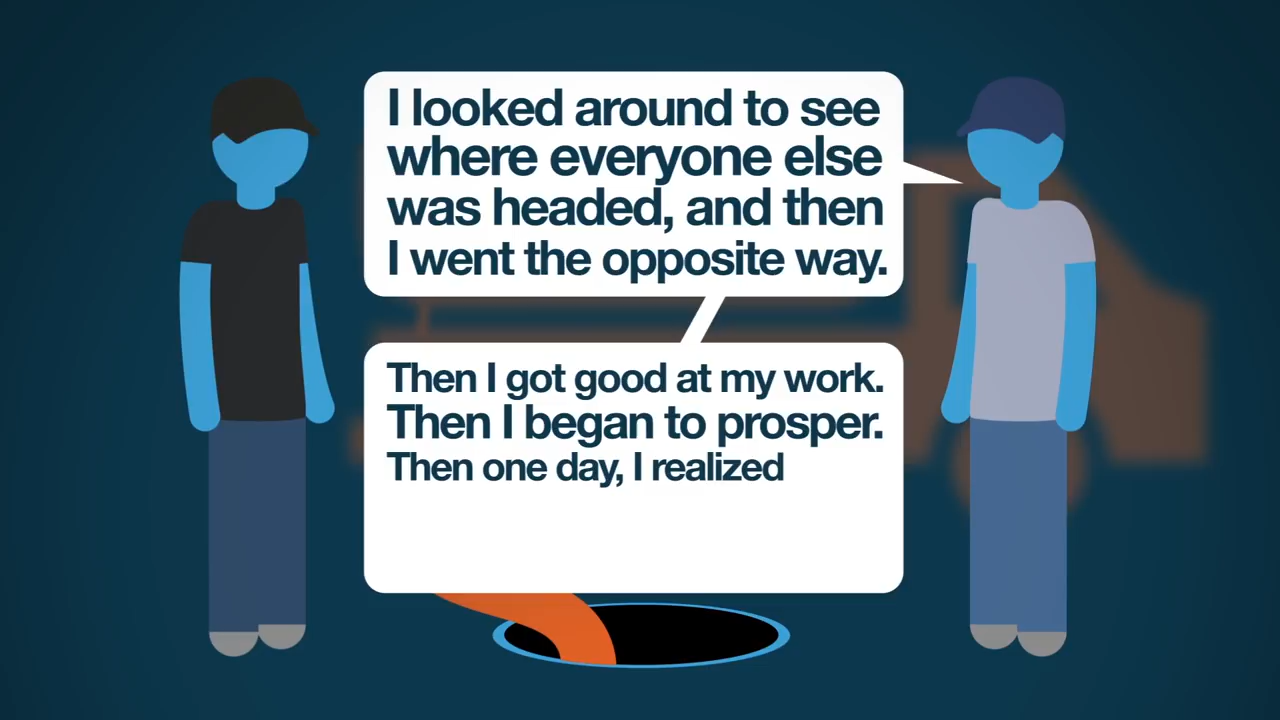 I looked around to see
where everyone else
was headed, and then
I went the opposite way.
Then I got good at my work.
Then I began to prosper.
Then one day, I realized